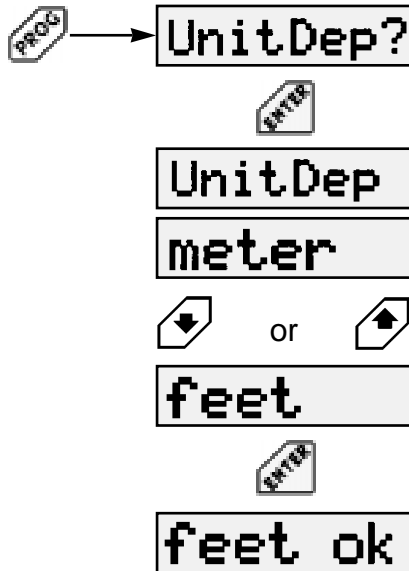 PROG UnitDep?
ENTER
UnitDep
meter
or
feet
ENTER
feet ok